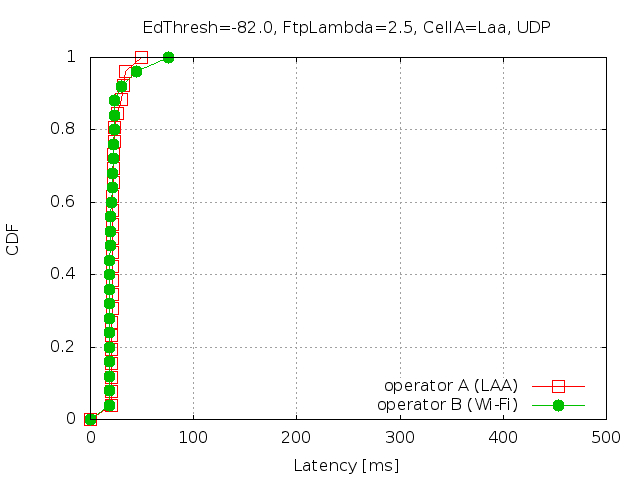 EdThresh=-82.0, FtpLambda=2.5, CellA=Laa, UDP
1
0.8
0.6
0.4
0.2
0
CDF
operator A (LAA)
operator B (Wi-Fi)
0 100 200 300 400 500
Latency [ms]